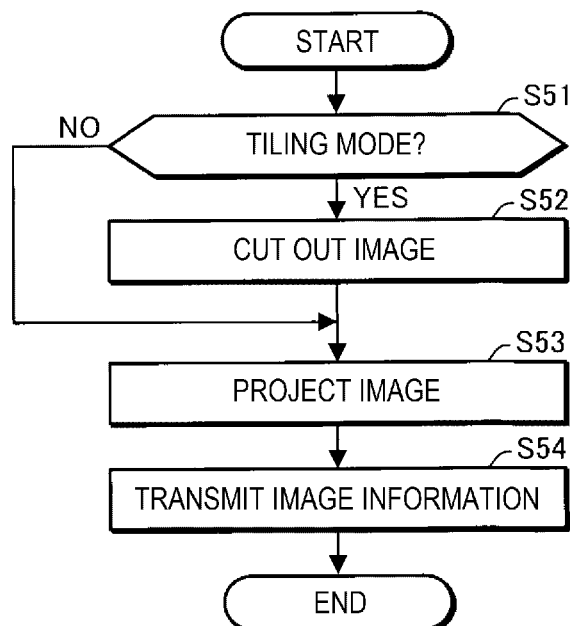 START
S51
NO
TILING MODE?
YES
S52
CUT OUT IMAGE
S53
PROJECT IMAGE
S54
TRANSMIT IMAGE INFORMATION
END